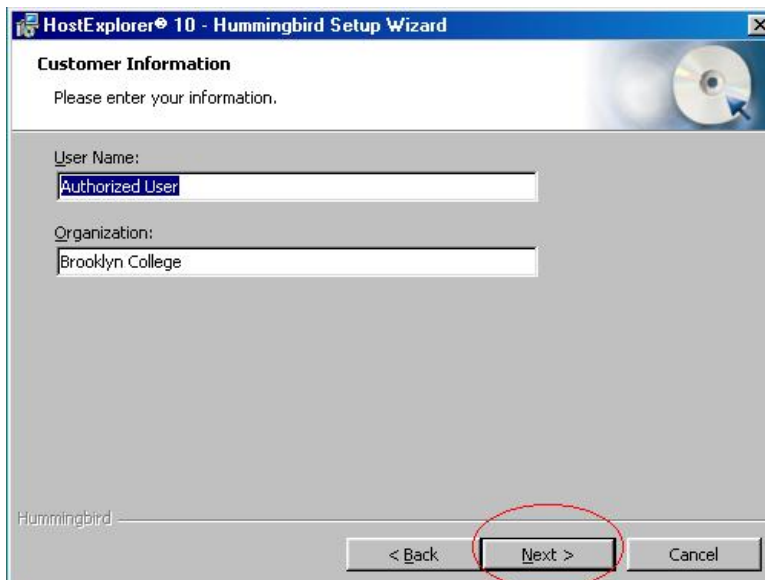 HostExplorer® 10 - Hummingbird Setup Wizard
Customer Information
Please enter your information.
User Name:
Authorized User
Organization:
Brooklyn College
Hummingbird
< Back Next > Cancel